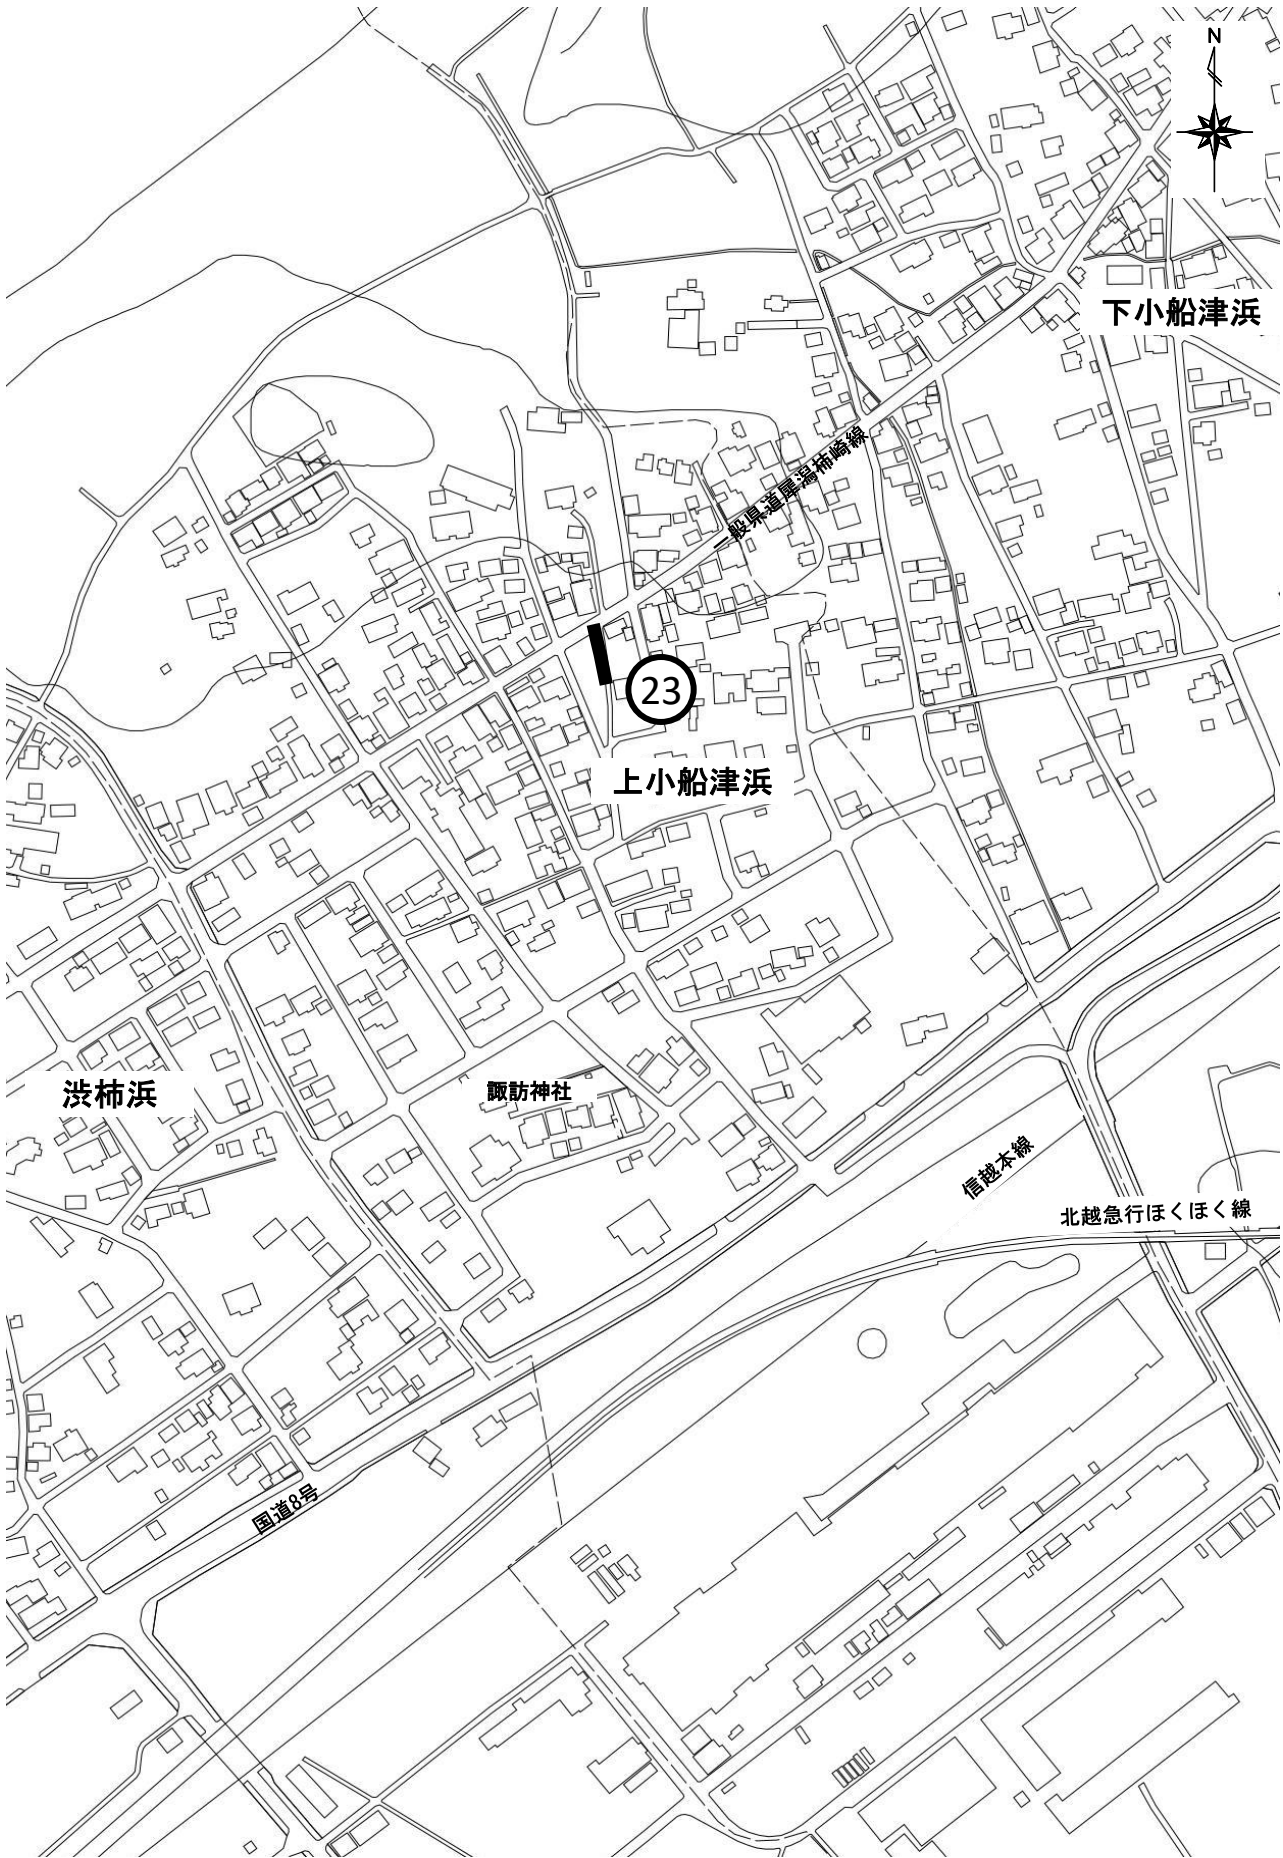 N
下小船津浜
一般県道犀潟柿崎線
23
上小船津浜
渋柿浜
諏訪神社
信越本線
北越急行ほくほく線
国道8号